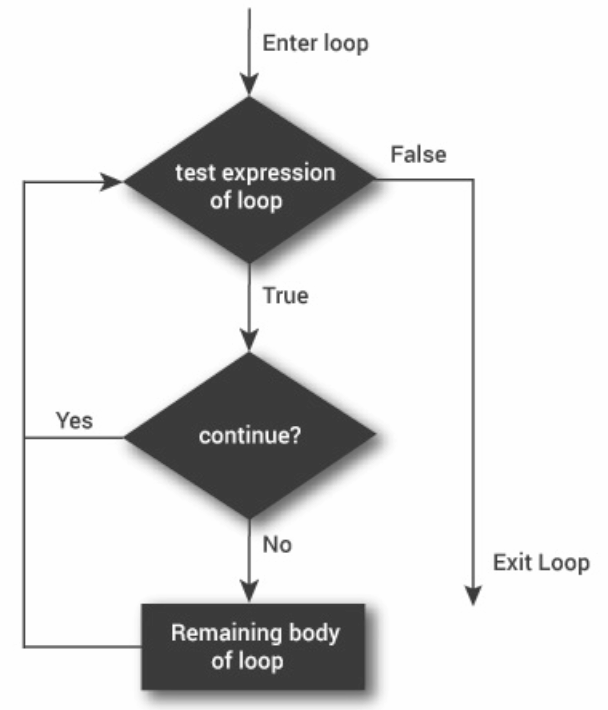 Enter loop
test expression
of loop
False
True
Yes
continue?
No
Exit Loop
Remaining body
of loop